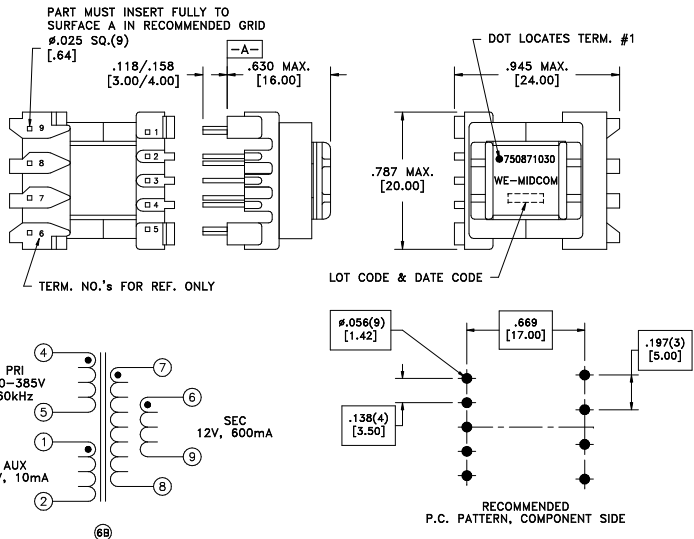 PART MUST INSERT FULLY TO
SURFACE A IN RECOMMENDED GRID
ø.025 SQ.(9)
[.64]
-A-
.118/.158
[3.00/4.00]
.630 MAX.
[16.00]
DOT LOCATES TERM. #1
.945 MAX.
[24.00]
9
1
8
2
7
3
4
6
5
.787 MAX.
[20.00]
750871030
WE-MIDCOM
TERM. NO.'s FOR REF. ONLY
LOT CODE & DATE CODE
4
PRI
0-385V
60kHz
5
1
AUX
V, 10mA
2
7
6
SEC
12V, 600mA
9
8
6B
ø.056(9)
[1.42]
.669
[17.00]
.197(3)
[5.00]
.138(4)
[3.50]
RECOMMENDED
P.C. PATTERN, COMPONENT SIDE